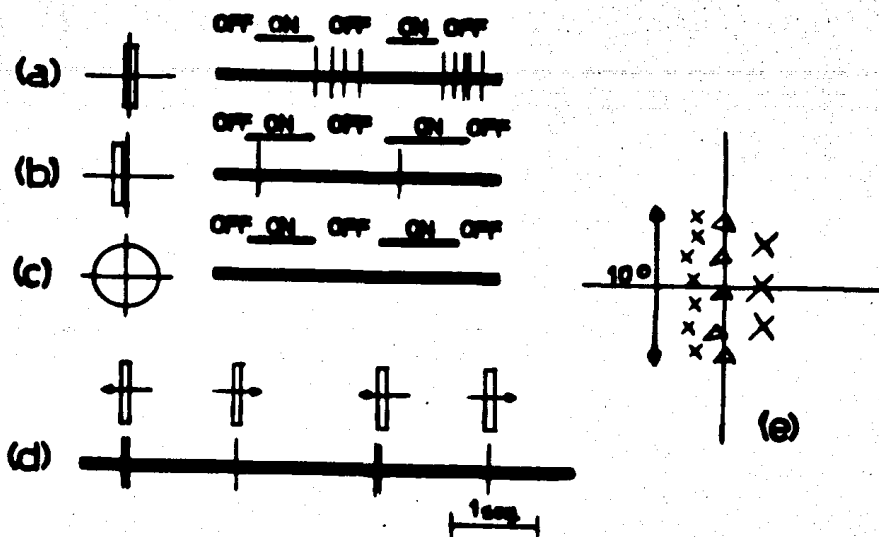 OFF ON OFF ON OFF
(a)
OFF ON OFF ON OFF
(b)
OFF ON OFF ON OFF
(c)
10°
(d)
(e)
1 sec.